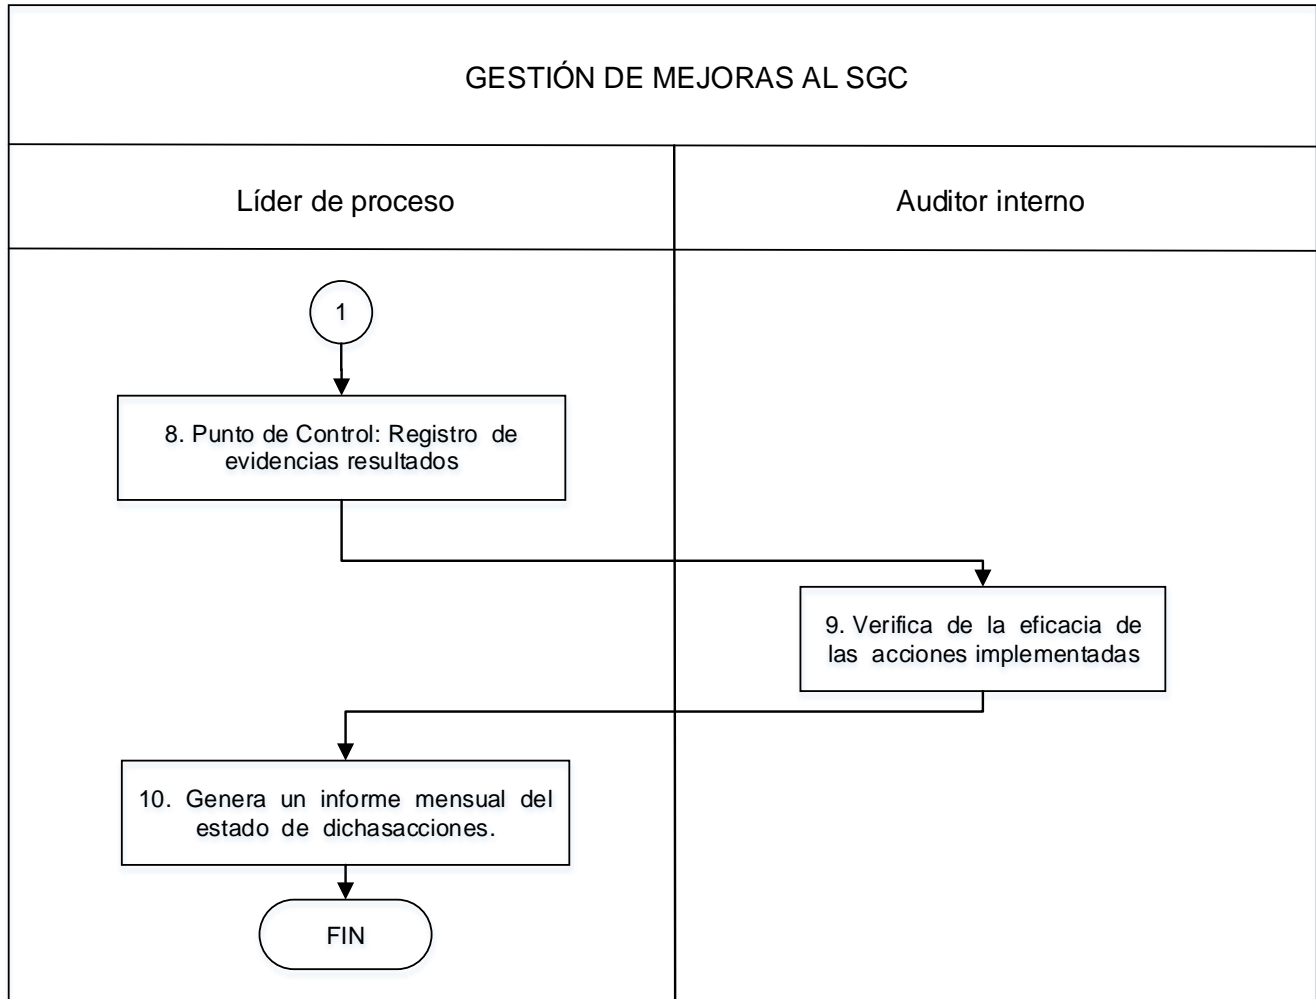 GESTIÓN DE MEJORAS AL SGC
Líder de proceso
Auditor interno
1
8. Punto de Control: Registro de
evidencias resultados
9. Verifica de la eficacia de
las acciones implementadas
10. Genera un informe mensual del
estado de dichasacciones.
FIN